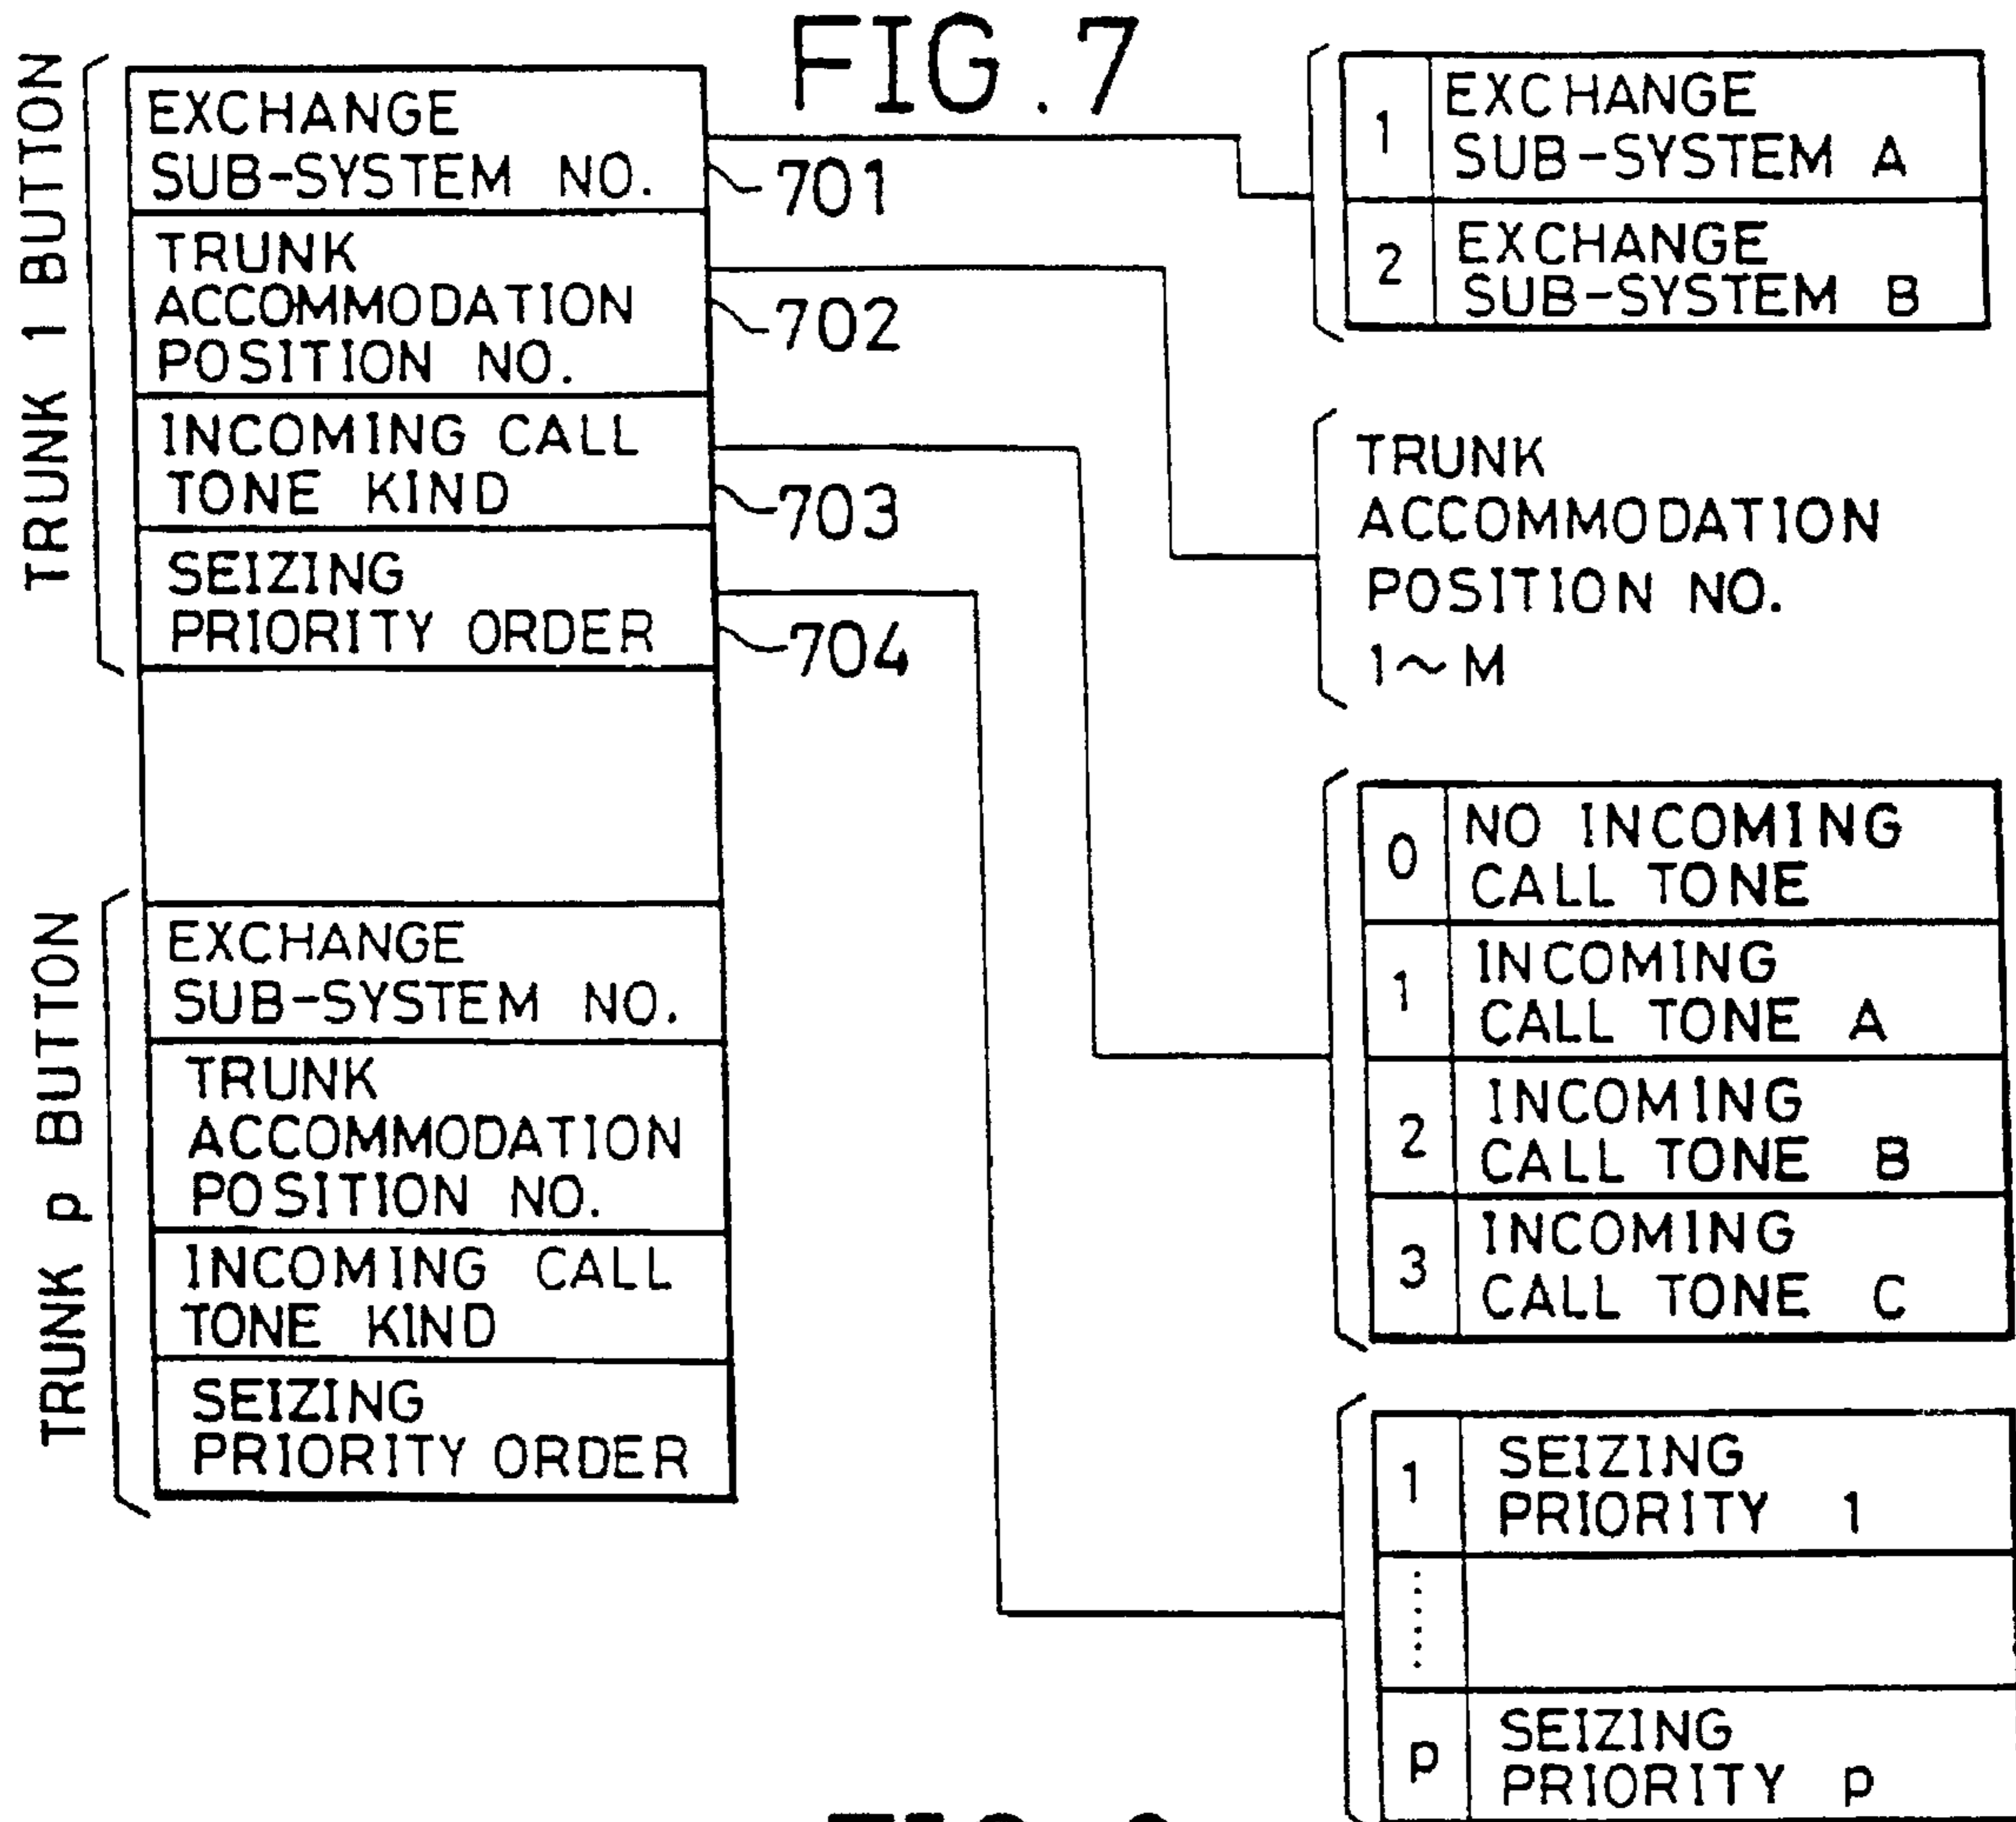 FIG. 7
TRUNK 1 BUTTON
EXCHANGE
SUB-SYSTEM NO.
701
TRUNK
ACCOMMODATION
POSITION NO.
702
INCOMING CALL
TONE KIND
703
SEIZING
PRIORITY ORDER
704
TRUNK p BUTTON
EXCHANGE
SUB-SYSTEM NO.
TRUNK
ACCOMMODATION
POSITION NO.
INCOMING CALL
TONE KIND
SEIZING
PRIORITY ORDER
1 EXCHANGE
SUB-SYSTEM A
2 EXCHANGE
SUB-SYSTEM B
TRUNK
ACCOMMODATION
POSITION NO.
1~M
0 NO INCOMING
CALL TONE
1 INCOMING
CALL TONE A
2 INCOMING
CALL TONE B
3 INCOMING
CALL TONE C
1 SEIZING
PRIORITY 1
......
p SEIZING
PRIORITY p